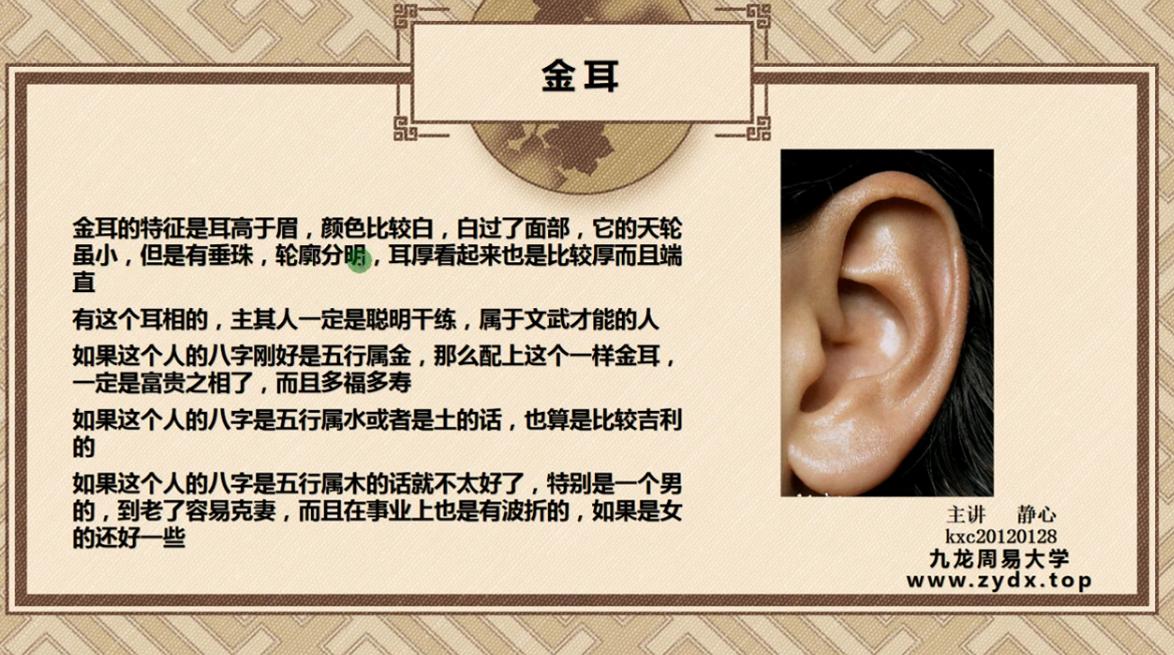 金耳
金耳的特征是耳高于眉，颜色比较白，白过了面部，它的天轮
虽小，但是有垂珠，轮廓分明，耳厚看起来也是比较厚而且端
直
有这个耳相的，主其人一定是聪明干练，属于文武才能的人
如果这个人的八字刚好是五行属金，那么配上这个一样金耳，
一定是富贵之相了，而且多福多寿
如果这个人的八字是五行属水或者是土的话，也算是比较吉利
的
如果这个人的八字是五行属木的话就不太好了，特别是一个男
的，到老了容易克妻，而且在事业上也是有波折的，如果是女
的还好一些
主讲 静心
kxc20120128
九龙周易大学
www.zydx.top